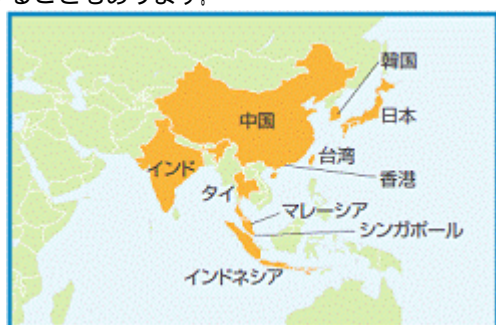 ることもあります。
韓国
中国
日本
台湾
インド
香港
タイ
マレーシア
シンガポール
インドネシア